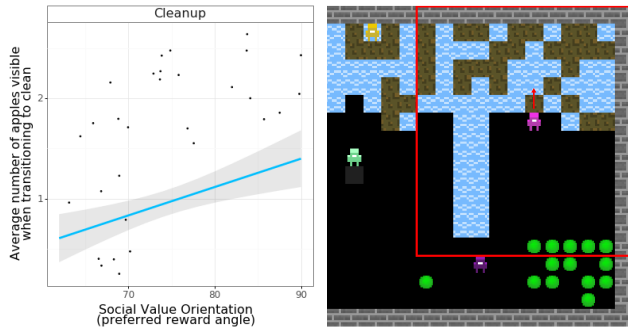 Cleanup
Average number of apples visible
when transitioning to clean
2
1
70
80
90
Social Value Orientation
(preferred reward angle)